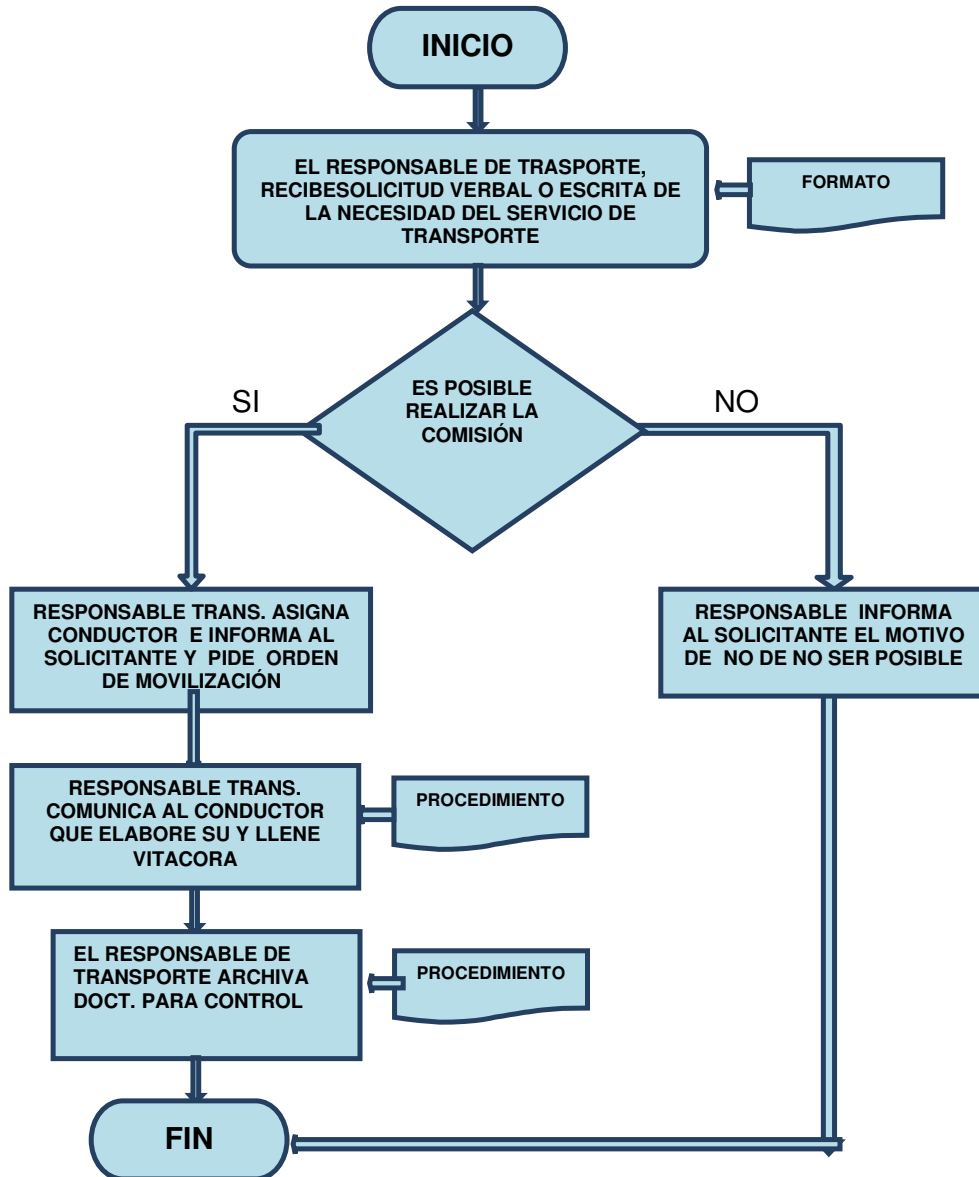 INICIO
EL RESPONSABLE DE TRASPORTE,
RECIBESOLICITUD VERBAL O ESCRITA DE
LA NECESIDAD DEL SERVICIO DE
TRANSPORTE
FORMATO
ES POSIBLE
REALIZAR LA
COMISIÓN
SI
NO
RESPONSABLE TRANS. ASIGNA
CONDUCTOR E INFORMA AL
SOLICITANTE Y PIDE ORDEN
DE MOVILIZACIÓN
RESPONSABLE INFORMA
AL SOLICITANTE EL MOTIVO
DE NO DE NO SER POSIBLE
RESPONSABLE TRANS.
COMUNICA AL CONDUCTOR
QUE ELABORE SU Y LLENE
VITACORA
PROCEDIMIENTO
EL RESPONSABLE DE
TRANSPORTE ARCHIVA
DOCT. PARA CONTROL
PROCEDIMIENTO
FIN